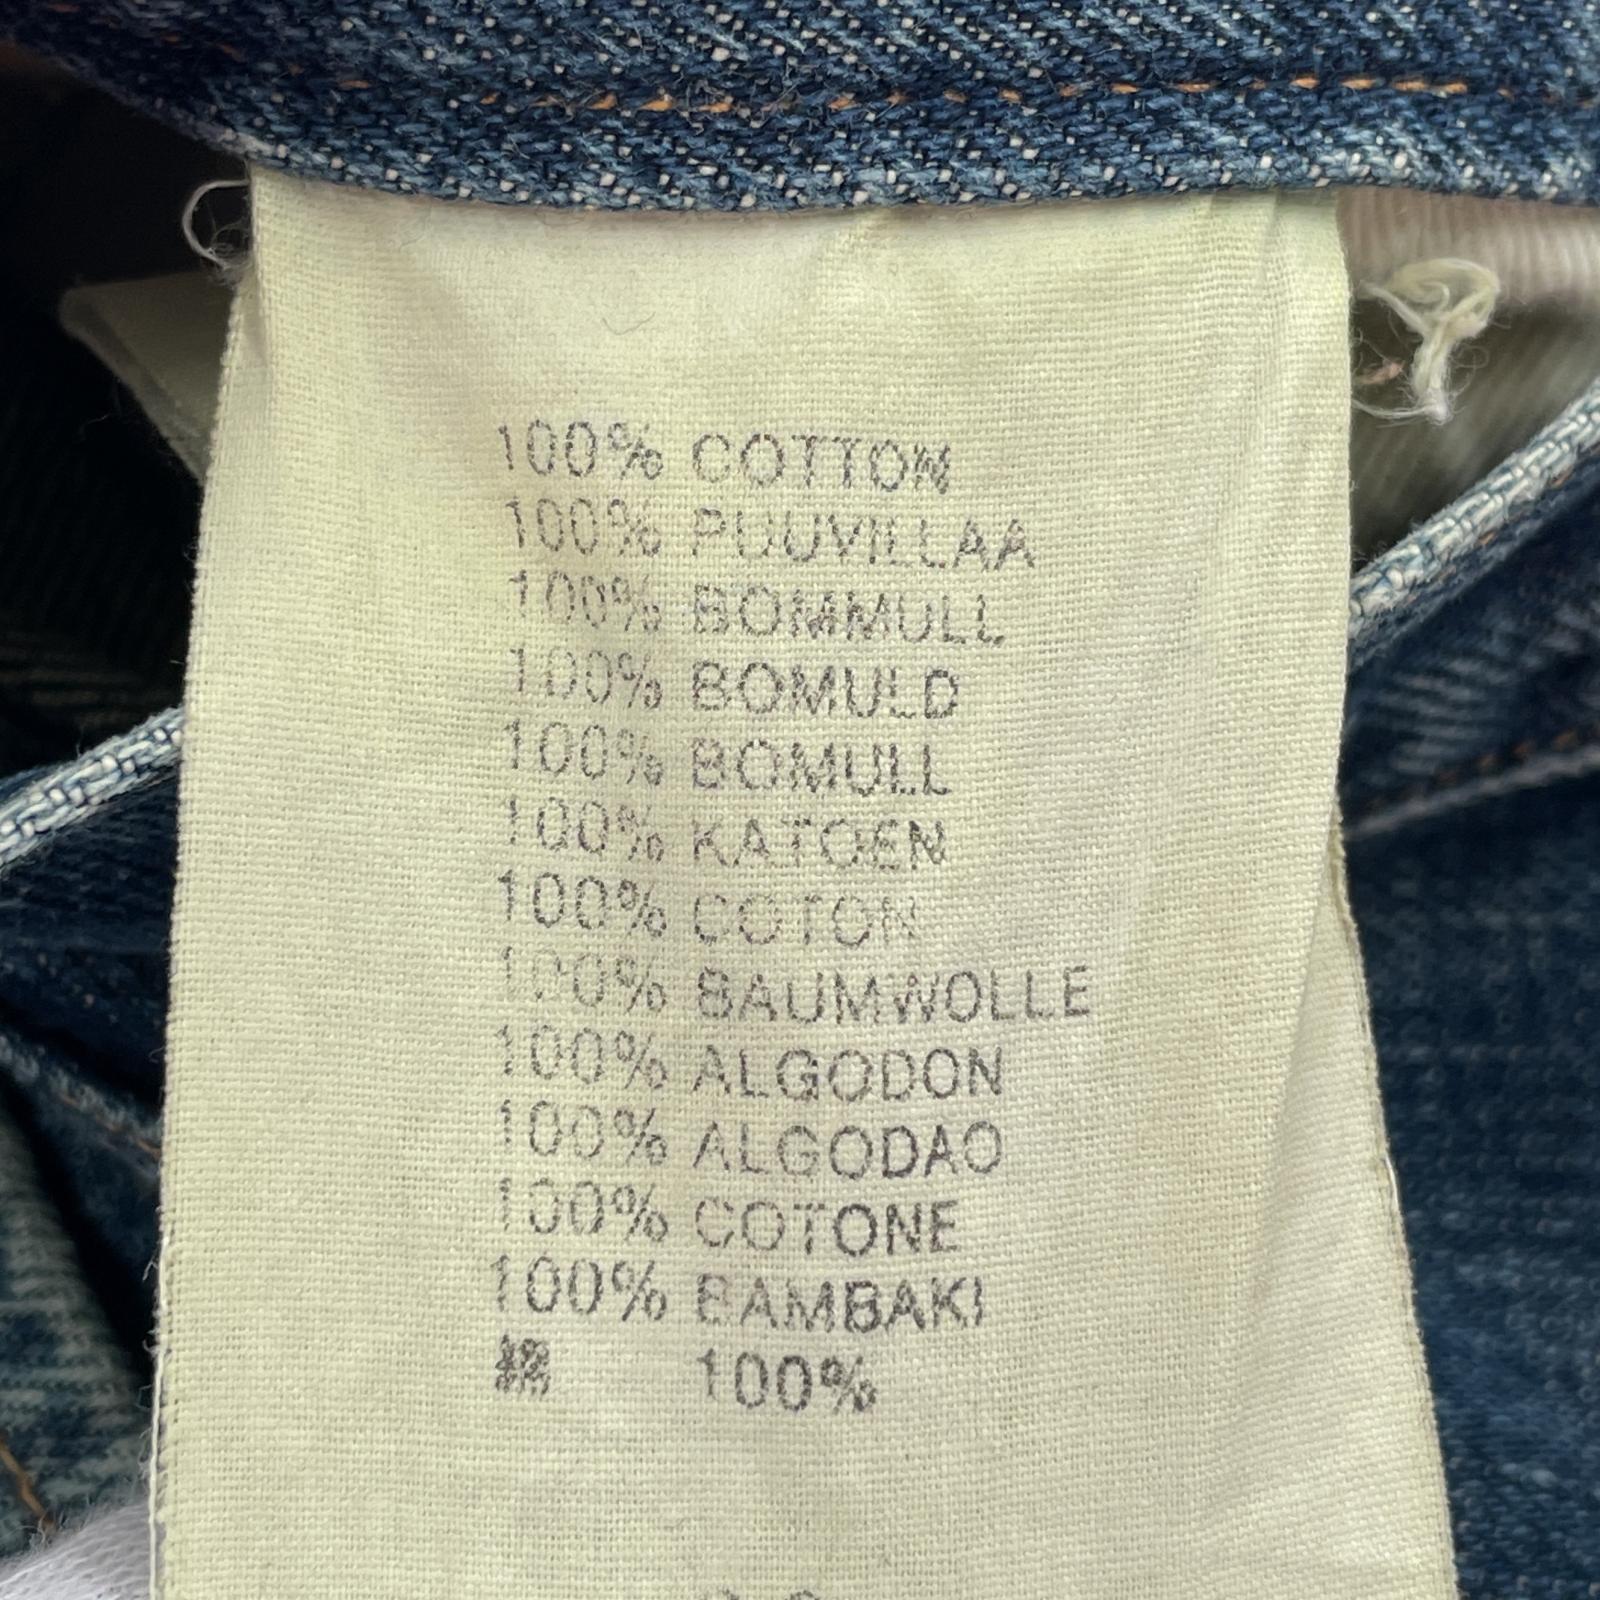 100% COTTON
100% PUUVILLAA
100% BOMMULL
100% BOMULD
100% BOMULL
100% KATOEN
100% COTON
100% BAUMWOLLE
100% ALGODON
100% ALGODAO
100% COTONE
100% BAMBAKI
綿 100%